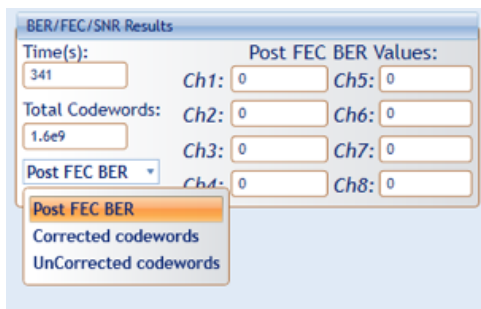 BER/FEC/SNR Results
Time(s): Post FEC BER Values:
341 Ch1: 0 Ch5: 0
Total Codewords: Ch2: 0 Ch6: 0
1.6e9
Ch3: 0 Ch7: 0
Post FEC BER
Ch4: 0 Ch8: 0
Post FEC BER
Corrected codewords
UnCorrected codewords